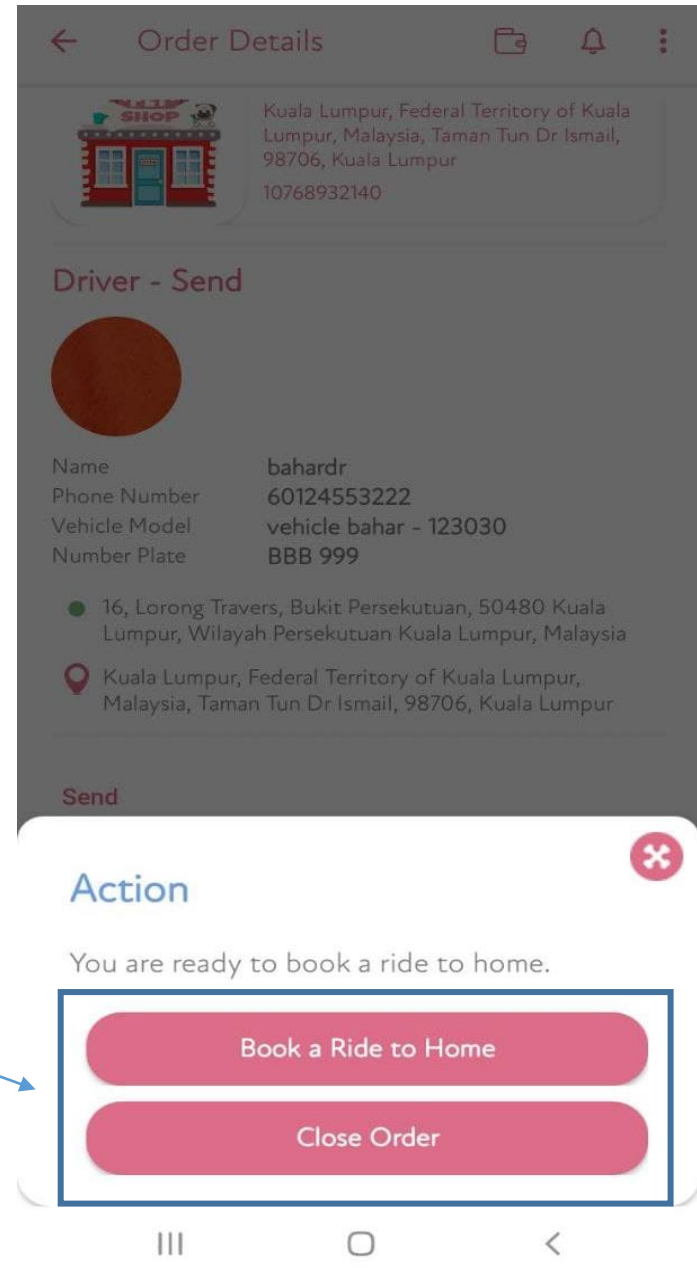 Order Details
SHOP
Kuala Lumpur, Federal Territory of Kuala
Lumpur, Malaysia, Taman Tun Dr Ismail,
98706, Kuala Lumpur
10768932140
Driver - Send
Name bahardr
Phone Number 60124553222
Vehicle Model vehicle bahar - 123030
Number Plate BBB 999
16, Lorong Travers, Bukit Persekutuan, 50480 Kuala
Lumpur, Wilayah Persekutuan Kuala Lumpur, Malaysia
Kuala Lumpur, Federal Territory of Kuala Lumpur,
Malaysia, Taman Tun Dr Ismail, 98706, Kuala Lumpur
Send
Action
You are ready to book a ride to home.
Book a Ride to Home
Close Order